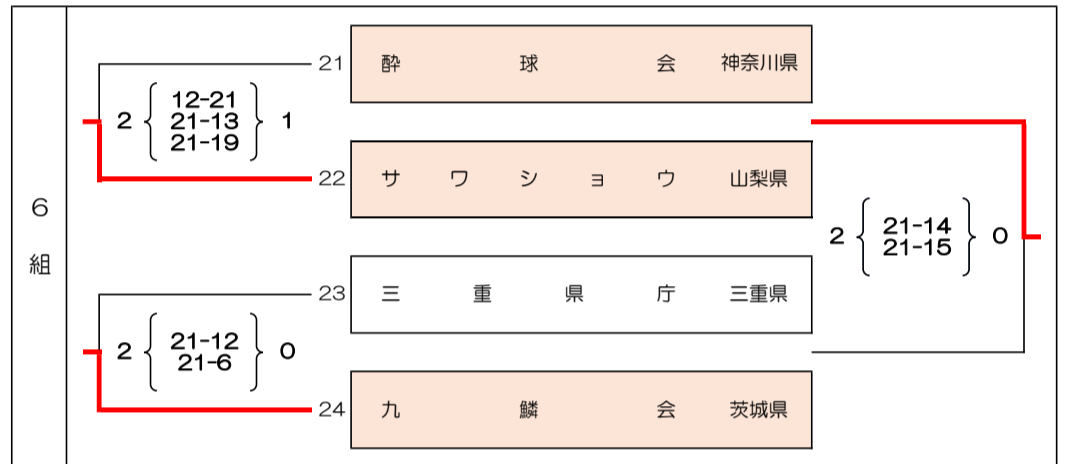 6
組
21 酔球会 神奈川県
2 12-21 1
21-13
21-19
22 サワショウ 山梨県
2 21-14 0
21-15
23 三重県庁 三重県
2 21-12 0
21-6
24 九鱗会 茨城県